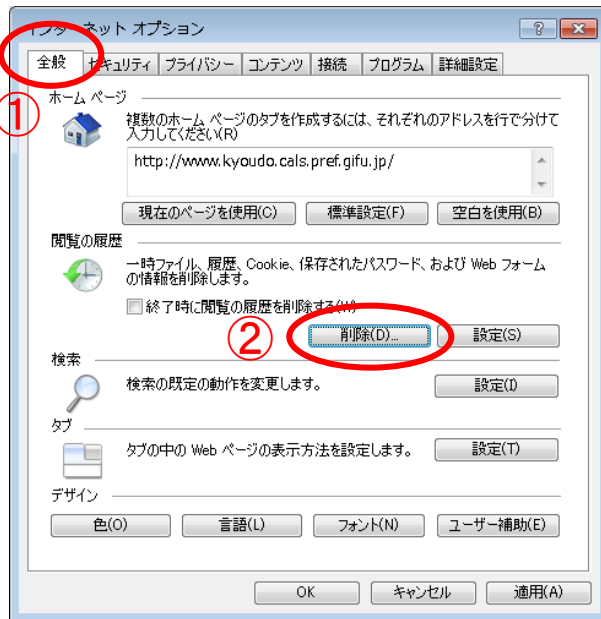 インターネット オプション
全般 セキュリティ プライバシー コンテンツ 接続 プログラム 詳細設定
①
ホーム ページ
複数のホーム ページのタブを作成するには、それぞれのアドレスを行で分けて
入力してください(R)
http://www.kyoudo.cals.pref.gifu.jp/
現在のページを使用(C) 標準設定(F) 空白を使用(B)
閲覧の履歴
一時ファイル、履歴、Cookie、保存されたパスワード、および Web フォーム
の情報を削除します。
終了時に閲覧の履歴を削除する(W)
② 削除(D)... 設定(S)
検索
検索の既定の動作を変更します。 設定(I)
タブ
タブの中の Web ページの表示方法を設定します。 設定(T)
デザイン
色(O) 言語(L) フォント(N) ユーザー補助(E)
OK キャンセル 適用(A)